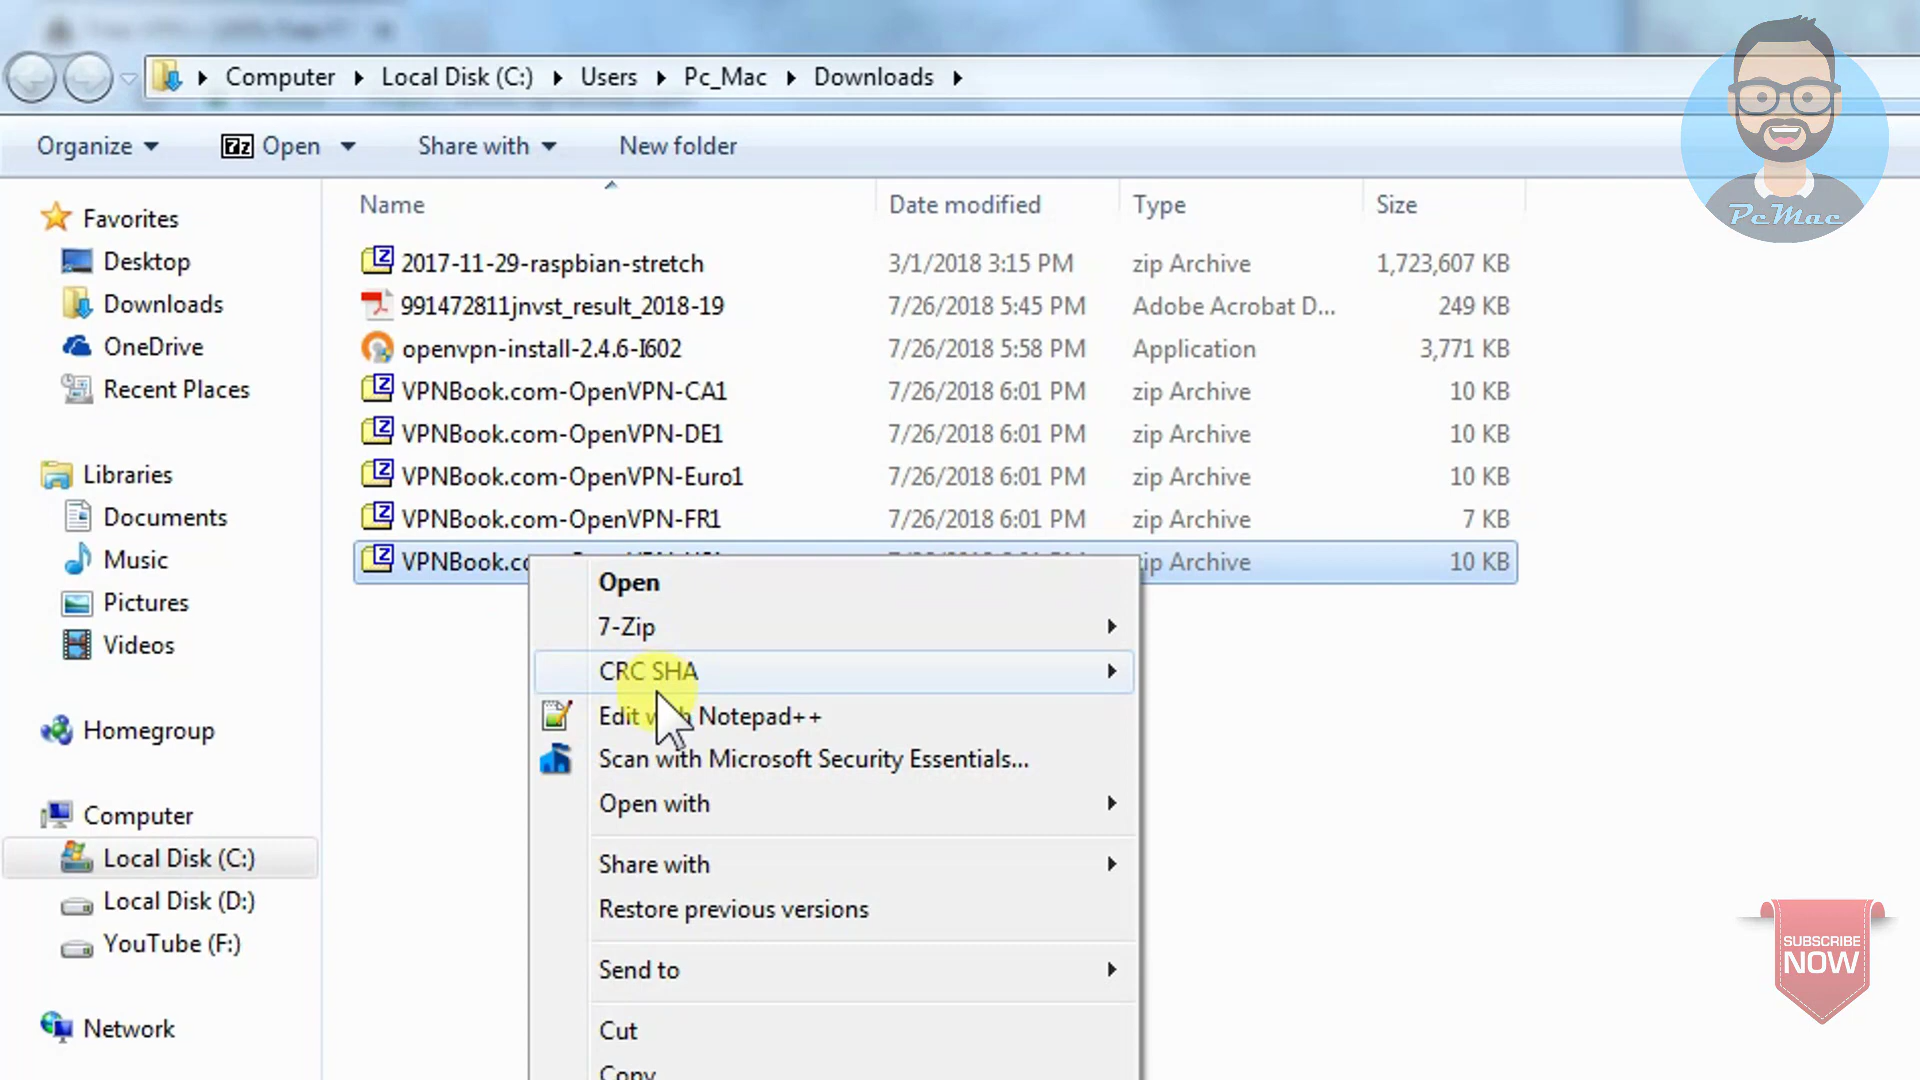 Computer Local Disk (C:) Users Pc_Mac Downloads
Organize Open Share with New folder
PcMac
Name Date modified Type Size
Favorites
Desktop
Downloads
OneDrive
Recent Places
Libraries
Documents
Music
Pictures
Videos
Homegroup
Computer
Local Disk (C:)
Local Disk (D:)
YouTube (F:)
Network
2017-11-29-raspbian-stretch 3/1/2018 3:15 PM zip Archive 1,723,607 KB
991472811jnvst_result_2018-19 7/26/2018 5:45 PM Adobe Acrobat D... 249 KB
openvpn-install-2.4.6-I602 7/26/2018 5:58 PM Application 3,771 KB
VPNBook.com-OpenVPN-CA1 7/26/2018 6:01 PM zip Archive 10 KB
VPNBook.com-OpenVPN-DE1 7/26/2018 6:01 PM zip Archive 10 KB
VPNBook.com-OpenVPN-Euro1 7/26/2018 6:01 PM zip Archive 10 KB
VPNBook.com-OpenVPN-FR1 7/26/2018 6:01 PM zip Archive 7 KB
VPNBook.c zip Archive 10 KB
Open
7-Zip
CRC SHA
Edit with Notepad++
Scan with Microsoft Security Essentials...
Open with
Share with
Restore previous versions
Send to
Cut
Copy
SUBSCRIBE
NOW